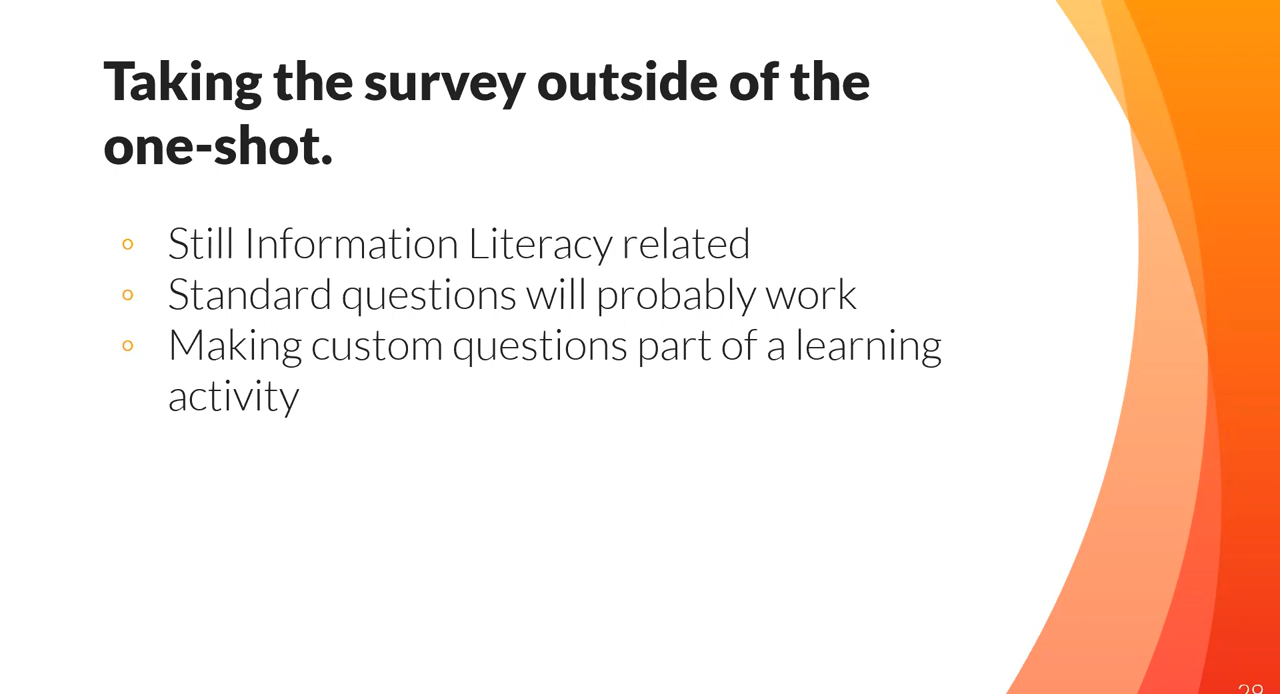 Taking the survey outside of the
one-shot.
Still Information Literacy related
Standard questions will probably work
Making custom questions part of a learning
activity